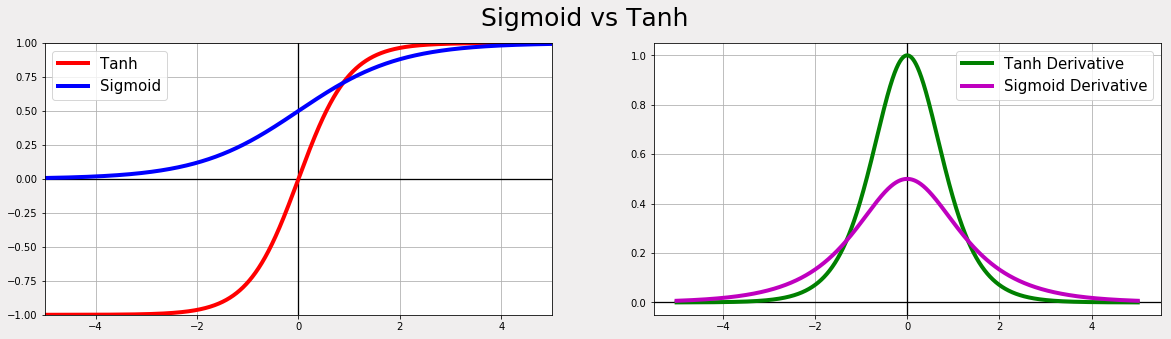 Sigmoid vs Tanh
1.00
0.75
0.50
0.25
0.00
−0.25
−0.50
−0.75
−1.00
Tanh
Sigmoid
−4 −2 0 2 4
1.0
0.8
0.6
0.4
0.2
0.0
Tanh Derivative
Sigmoid Derivative
−4 −2 0 2 4